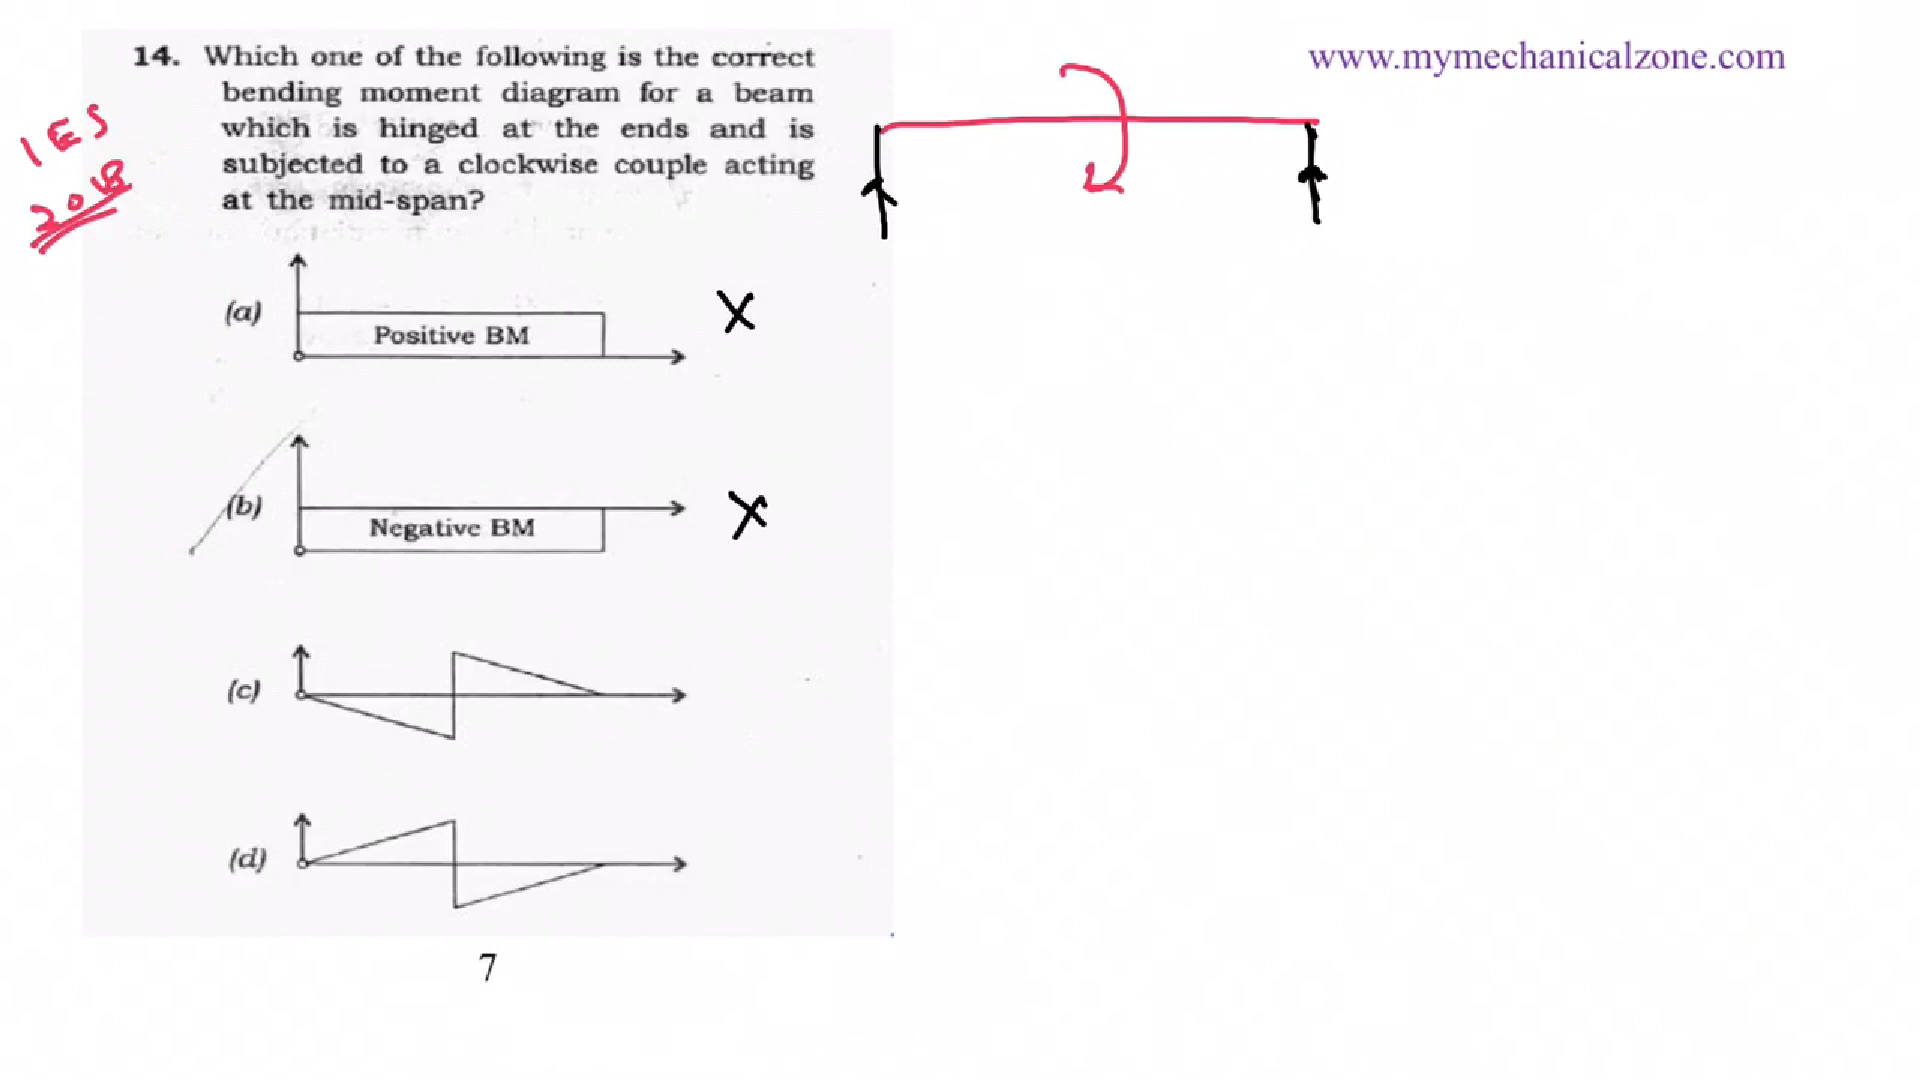 www.mymechanicalzone.com
14. Which one of the following is the correct
bending moment diagram for a beam
which is hinged at the ends and is
subjected to a clockwise couple acting
at the mid-span?
IES
2018
(a)
Positive BM
X
(b)
Negative BM
X
(c)
(d)
7